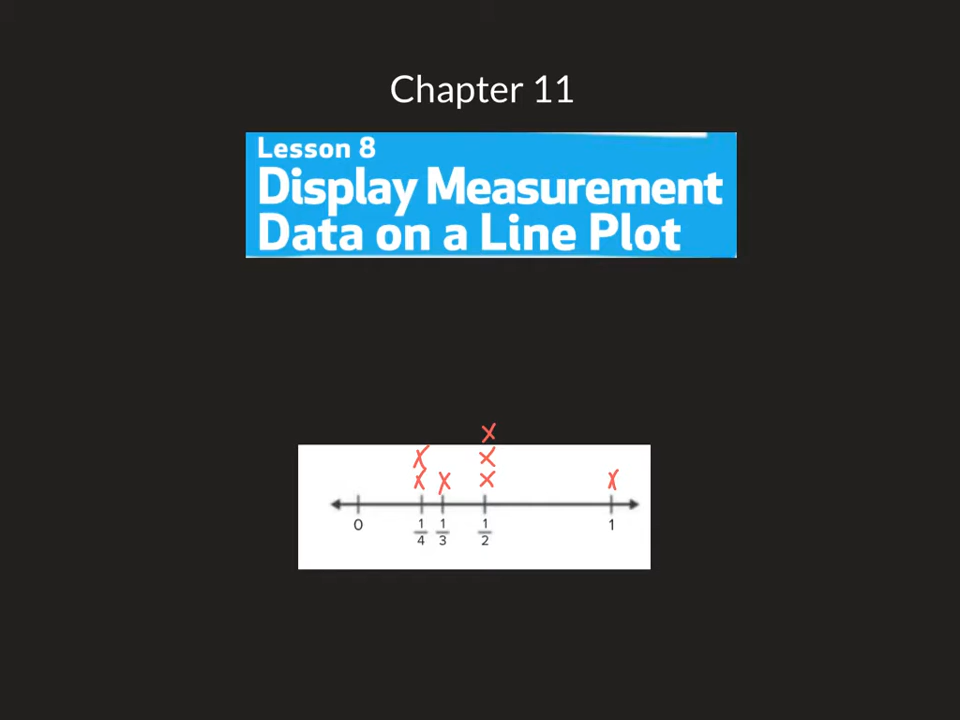 Chapter 11
Lesson 8
Display Measurement
Data on a Line Plot
X
X X
X X X X
0 1/4 1/3 1/2 1